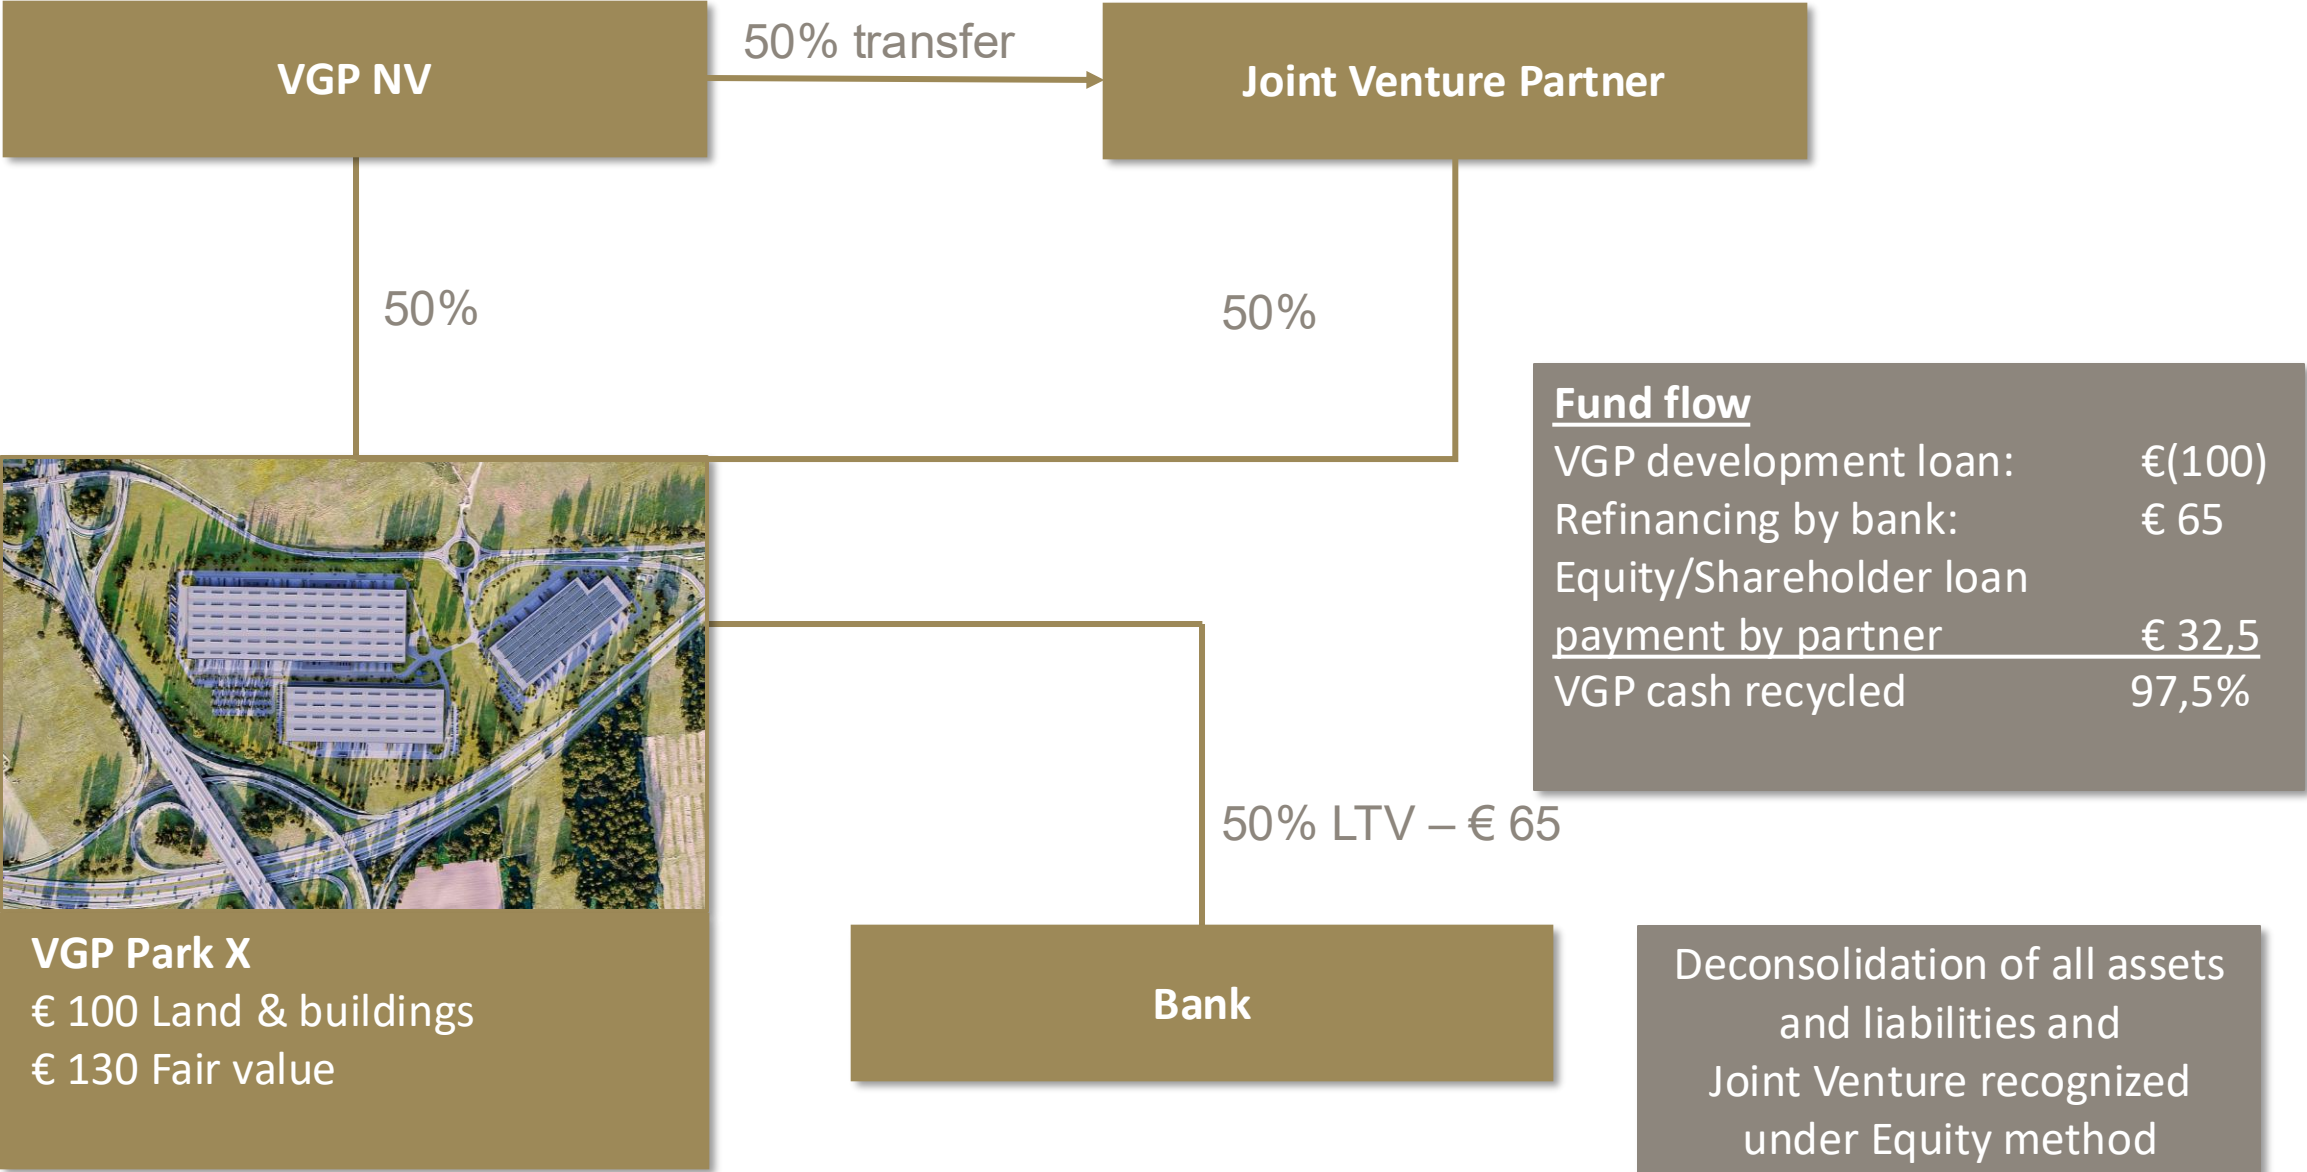 VGP NV
50% transfer
Joint Venture Partner
50%
50%
Fund flow
VGP development loan: €(100)
Refinancing by bank: € 65
Equity/Shareholder loan
payment by partner € 32,5
VGP cash recycled 97,5%
50% LTV – € 65
VGP Park X
€ 100 Land & buildings
€ 130 Fair value
Bank
Deconsolidation of all assets
and liabilities and
Joint Venture recognized
under Equity method